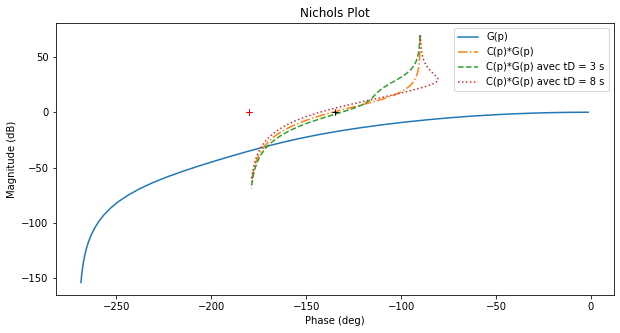 Nichols Plot
G(p)
C(p)*G(p)
C(p)*G(p) avec tD = 3 s
C(p)*G(p) avec tD = 8 s
Magnitude (dB)
50
0
−50
−100
−150
−250
−200
−150
−100
−50
0
Phase (deg)